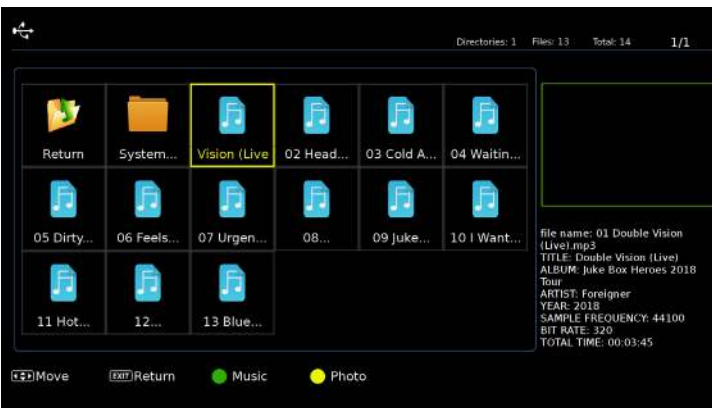 Directories: 1 Files: 13 Total: 14 1/1
Return System... Vision (Live 02 Head... 03 Cold A... 04 Waitin...
05 Dirty... 06 Feels... 07 Urgen... 08... 09 Juke... 10 I Want...
11 Hot... 12... 13 Blue...
file name: 01 Double Vision
(Live).mp3
TITLE: Double Vision (Live)
ALBUM: Juke Box Heroes 2018
Tour
ARTIST: Foreigner
YEAR: 2018
SAMPLE FREQUENCY: 44100
BIT RATE: 320
TOTAL TIME: 00:03:45
Move EXIT Return Music Photo